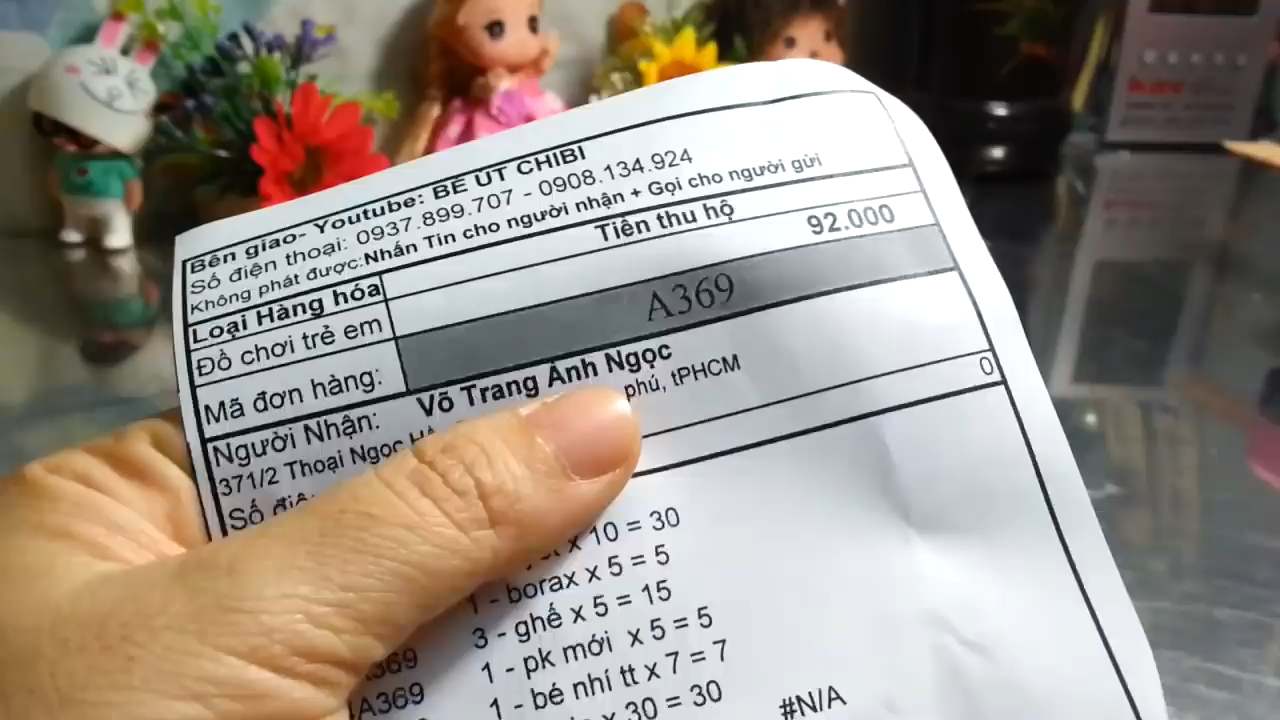 Bên giao- Youtube: BÉ ÚT CHIBI
Số điện thoại: 0937.899.707 - 0908.134.924
Không phát được:Nhắn Tin cho người nhận + Gọi cho người gửi
Loại Hàng hóa
Tiền thu hộ
Đồ chơi trẻ em
92.000
Mã đơn hàng:
A369
Người Nhận: Võ Trang Ánh Ngọc
371/2 Thoại Ngọc phú, tPHCM
Số
0
x 10 = 30
1 - borax x 5 = 5
3 - ghế x 5 = 15
A369 1 - pk mới x 5 = 5
A369 1 - bé nhí tt x 7 = 7
x 30 = 30 #N/A